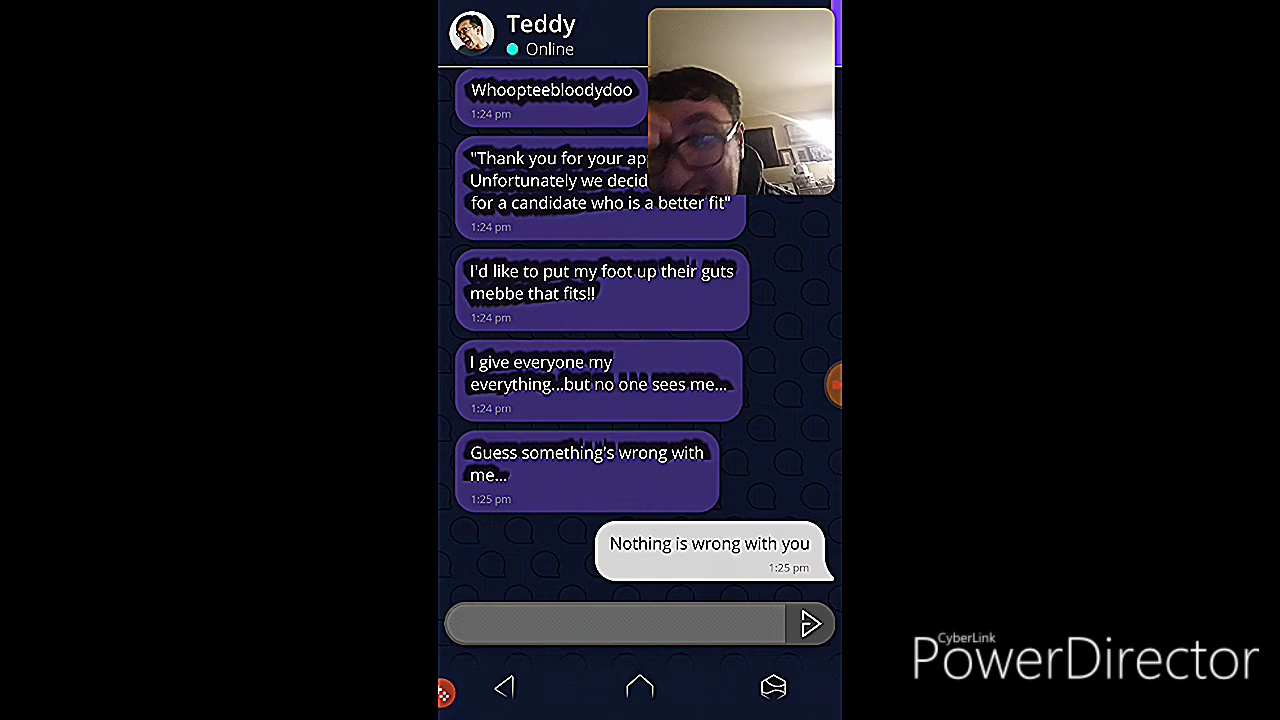 Teddy
Online
Whoopteebloodydoo
1:24 pm
"Thank you for your
Unfortunately we
for a candidate who is a better fit"
1:24 pm
I'd like to put my foot up their guts
mebbe that fits!!
1:24 pm
I give everyone my
everything...but no one sees me...
1:24 pm
Guess something's wrong with
me...
1:25 pm
Nothing is wrong with you
1:25 pm
CyberLink
PowerDirector